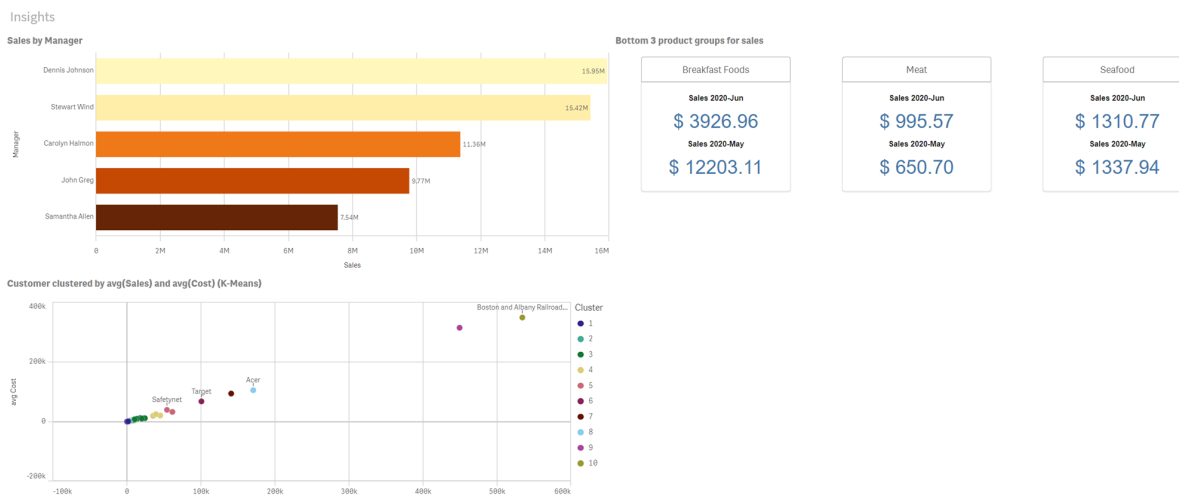 Insights
Sales by Manager
Manager
Dennis Johnson
15.95M
Stewart Wind
15.42M
Carolyn Halmon
11.36M
John Greg
9.77M
Samantha Allen
7.54M
0 2M 4M 6M 8M 10M 12M 14M 16M
Sales
Bottom 3 product groups for sales
Breakfast Foods
Sales 2020-Jun
$ 3926.96
Sales 2020-May
$ 12203.11
Meat
Sales 2020-Jun
$ 995.57
Sales 2020-May
$ 650.70
Seafood
Sales 2020-Jun
$ 1310.77
Sales 2020-May
$ 1337.94
Customer clustered by avg(Sales) and avg(Cost) (K-Means)
avg Cost
400k
200k
0
-200k
Boston and Albany Railroad...
Acer
Target
Safetynet
-100k 0 100k 200k 300k 400k 500k 600k
Cluster
1
2
3
4
5
6
7
8
9
10